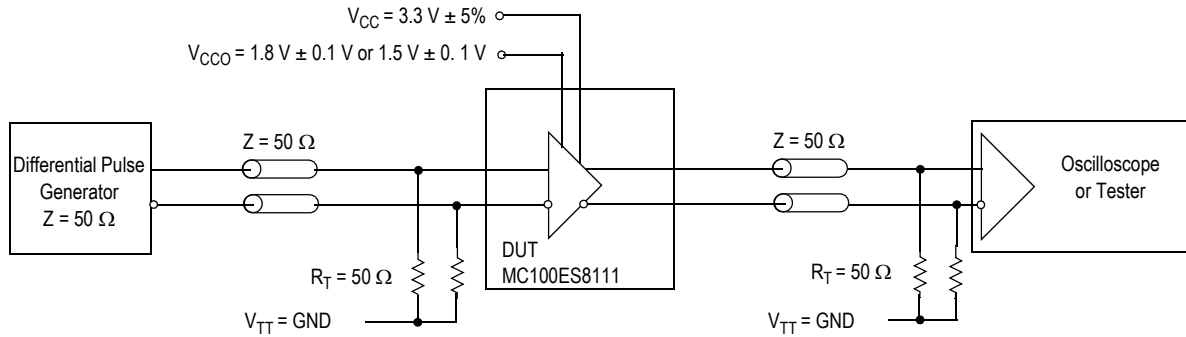 V_CC = 3.3 V ± 5%
V_CCO = 1.8 V ± 0.1 V or 1.5 V ± 0. 1 V
Differential Pulse
Generator
Z = 50 Ω
Z = 50 Ω
Z = 50 Ω
Oscilloscope
or Tester
DUT
MC100ES8111
R_T = 50 Ω
R_T = 50 Ω
V_TT = GND
V_TT = GND